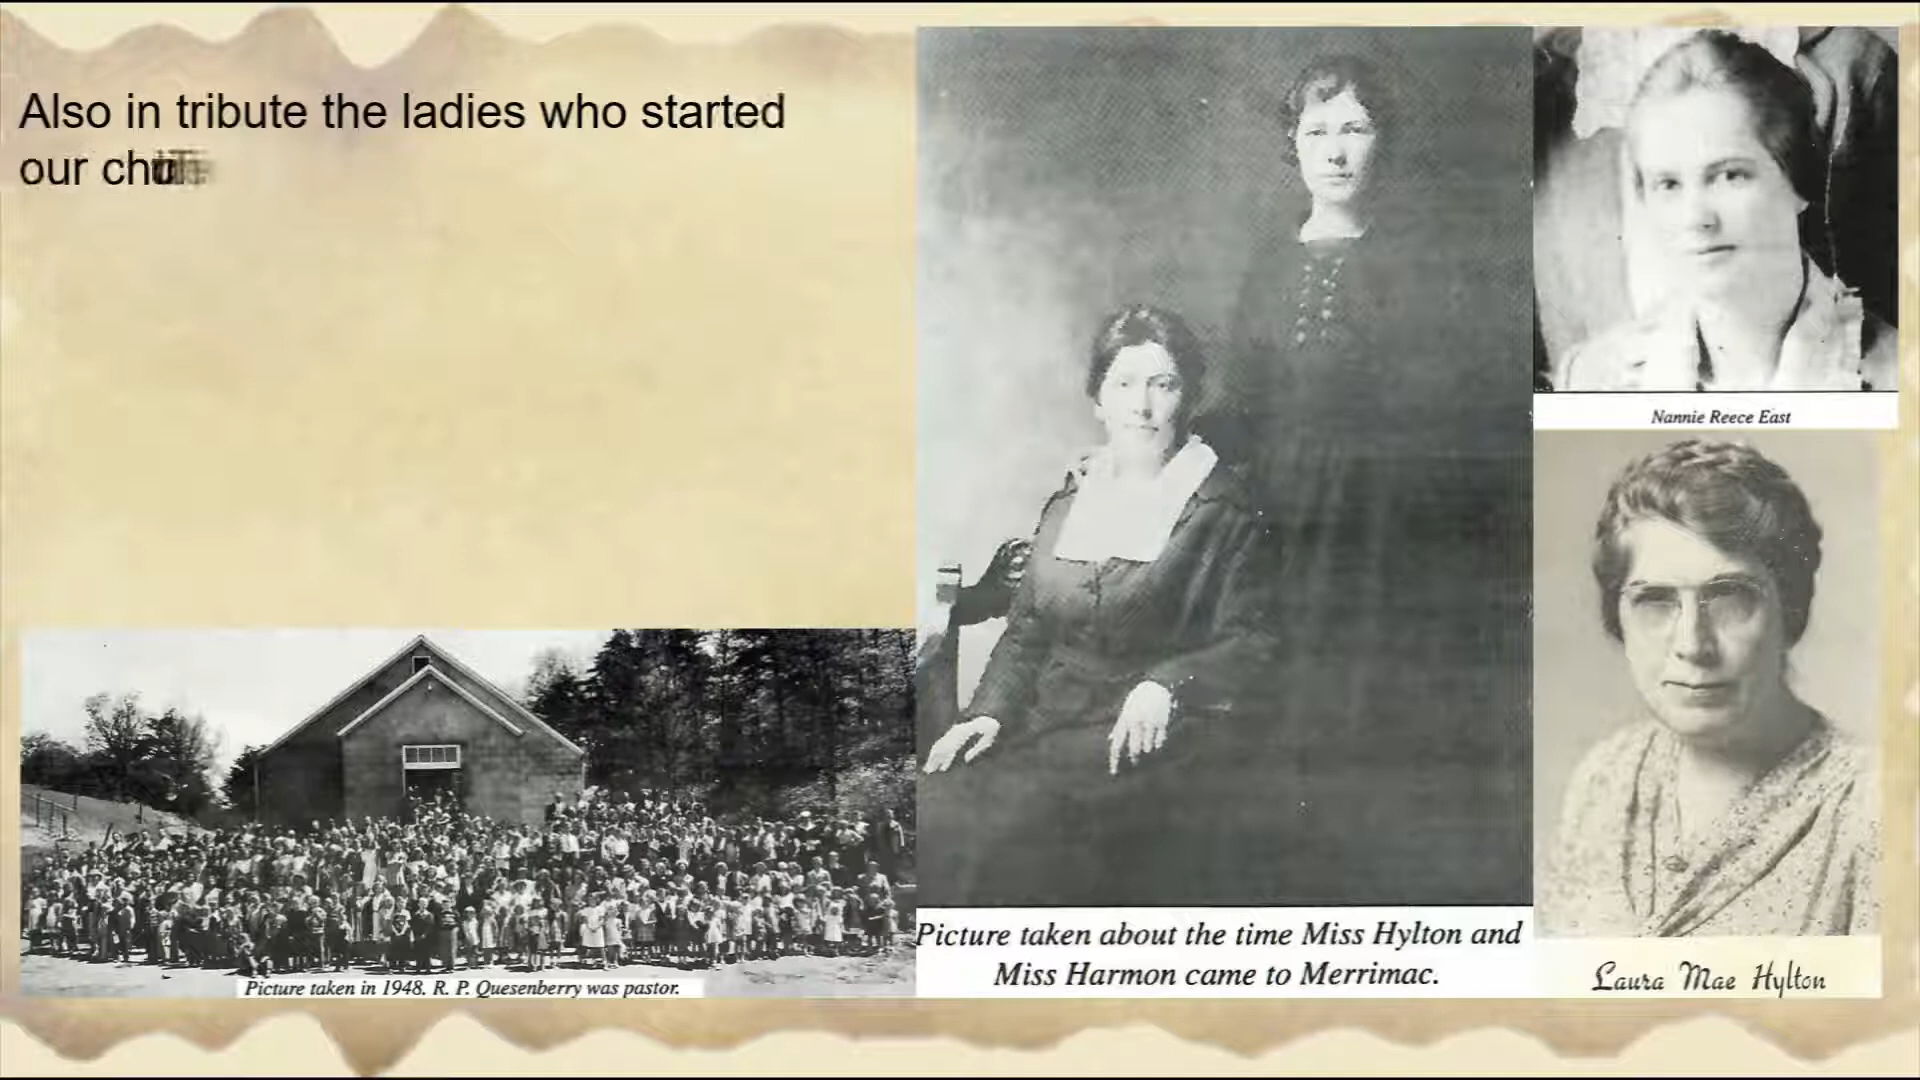 Also in tribute the ladies who started
our
Picture taken in 1948. R. P. Quesenberry was pastor.
Picture taken about the time Miss Hylton and
Miss Harmon came to Merrimac.
Nannie Reece East
Laura Mae Hylton